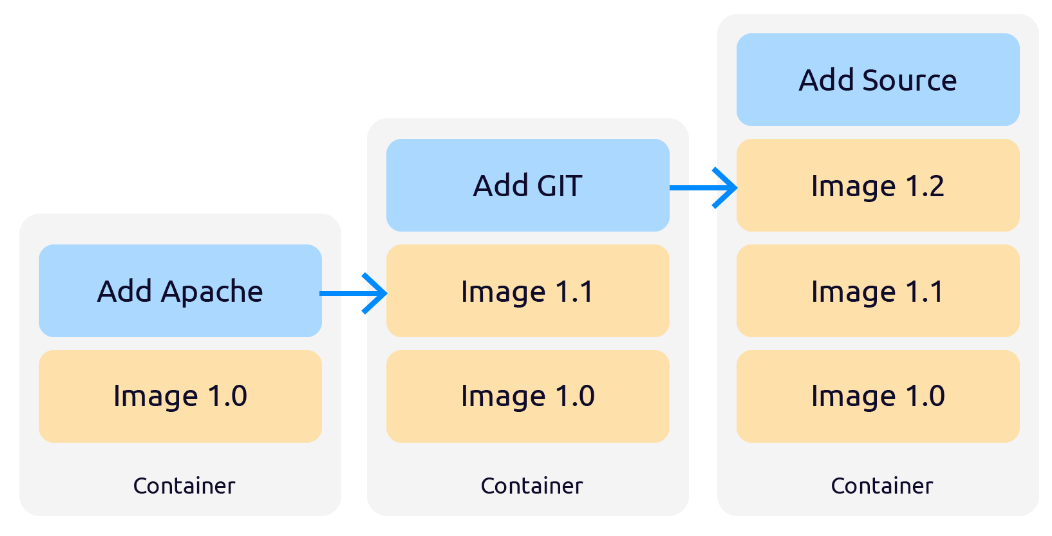 Add Apache
Image 1.0
Container
Add GIT
Image 1.1
Image 1.0
Container
Add Source
Image 1.2
Image 1.1
Image 1.0
Container